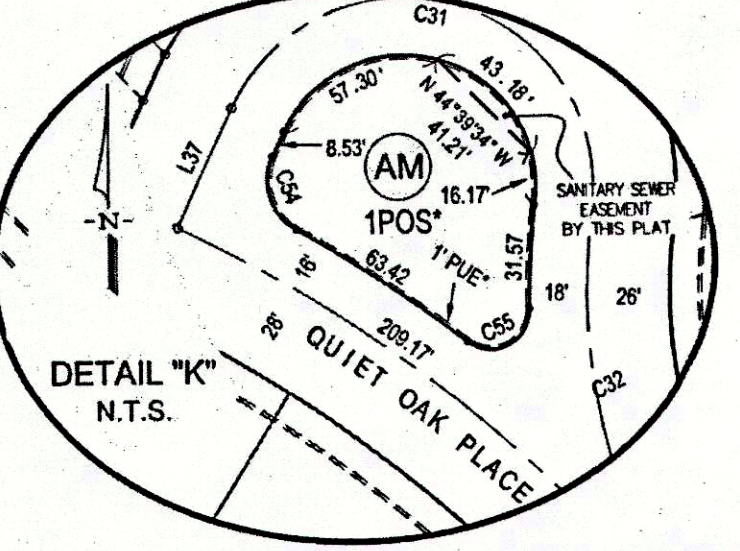 C31
43.18'
57.30'
N 44°39'34" W
41.21'
L37
8.53'
AM
C54
16.17'
1POS*
SANITARY SEWER
EASEMENT
BY THIS PLAT
-N-
1' PUE*
31.57
63.42
16'
18'
26'
209.17'
C55
QUIET OAK PLACE
C32
DETAIL "K"
N.T.S.